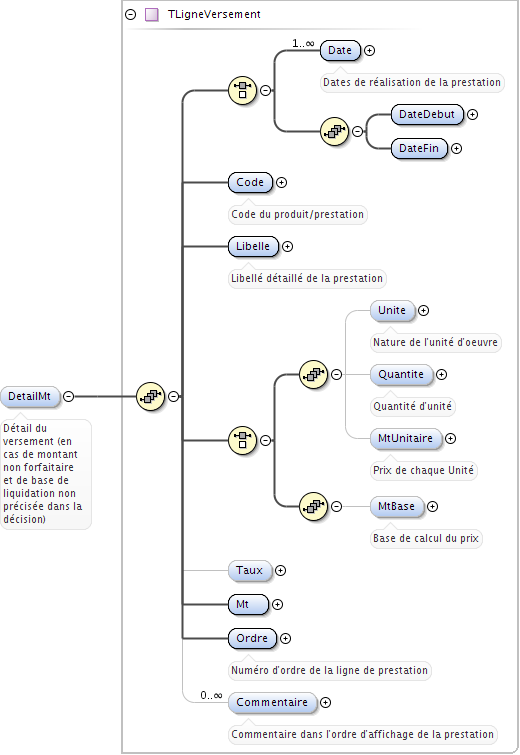 TLigneVersement
1..∞
Date
Dates de réalisation de la prestation
DateDebut
DateFin
Code
Code du produit/prestation
Libelle
Libellé détaillé de la prestation
Unite
Nature de l'unité d'oeuvre
Quantite
Quantité d'unité
MtUnitaire
Prix de chaque Unité
DetailMt
Détail du
versement (en
cas de montant
non forfaitaire
et de base de
liquidation non
précisée dans la
décision)
MtBase
Base de calcul du prix
Taux
Mt
Ordre
Numéro d'ordre de la ligne de prestation
0..∞
Commentaire
Commentaire dans l'ordre d'affichage de la prestation